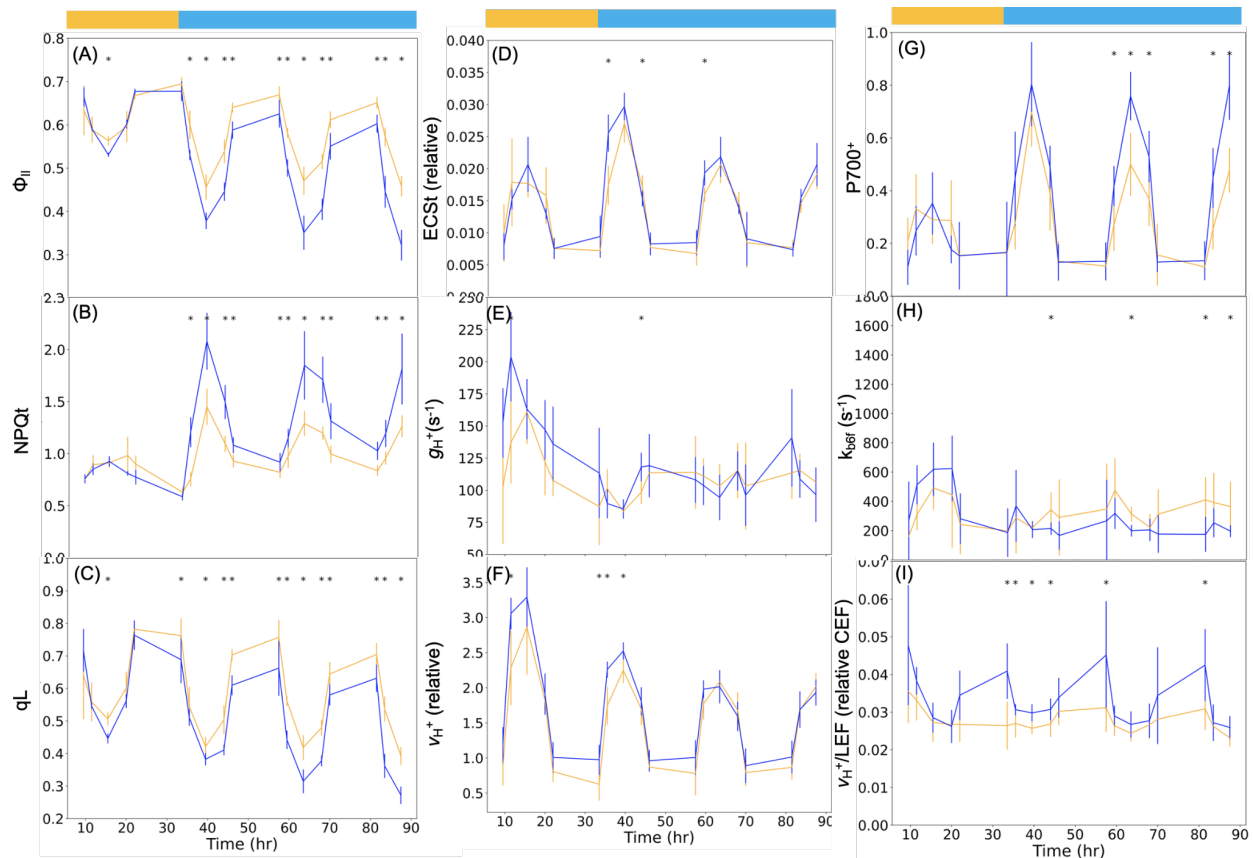 (A)
* * * * * * * * * * * * *
0.8
0.7
0.6
0.5
0.4
0.3
Φ_II
(B)
* * * * * * * * * * * *
2.3
2.0
1.5
1.0
0.5
0.0
NPQt
(C)
* * * * * * * * * * * * *
0.9
0.8
0.7
0.6
0.5
0.4
0.3
0.2
qL
10 20 30 40 50 60 70 80 90
Time (hr)
(D)
* * *
0.040
0.035
0.030
0.025
0.020
0.015
0.010
0.005
ECSt (relative)
(E)
* *
250
225
200
175
150
125
100
75
50
g_H⁺(s⁻¹)
(F)
* * * *
3.5
3.0
2.5
2.0
1.5
1.0
0.5
v_H⁺ (relative)
10 20 30 40 50 60 70 80 90
Time (hr)
(G)
* * * * *
1.0
0.8
0.6
0.4
0.2
0.0
P700⁺
(H)
* * * *
1800
1600
1400
1200
1000
800
600
400
200
0
k_b6f (s⁻¹)
(I)
* * * * * *
0.06
0.05
0.04
0.03
0.02
0.01
0.00
v_H⁺/LEF (relative CEF)
10 20 30 40 50 60 70 80 90
Time (hr)